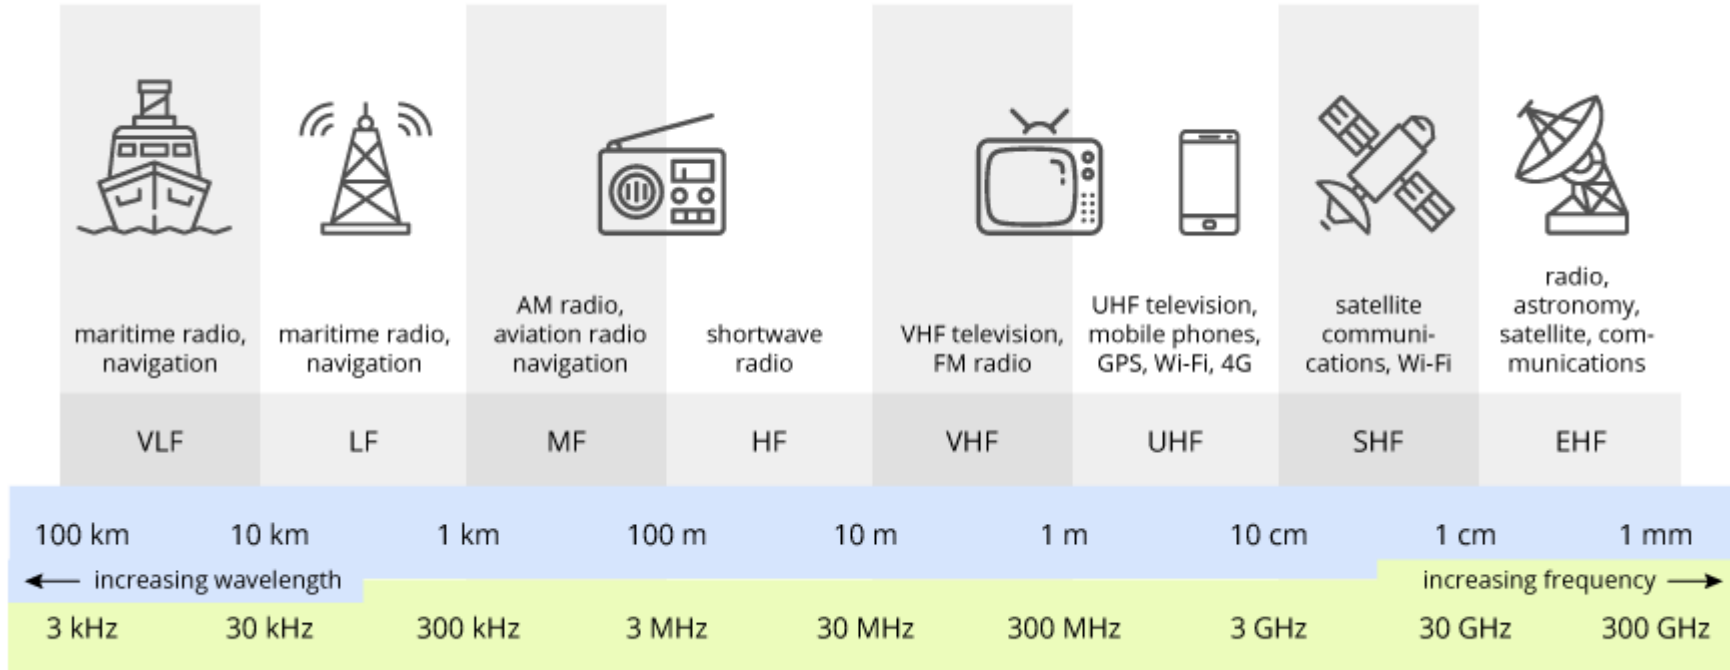 maritime radio,
navigation
maritime radio,
navigation
AM radio,
aviation radio
navigation
shortwave
radio
VHF television,
FM radio
UHF television,
mobile phones,
GPS, Wi-Fi, 4G
satellite
communi-
cations, Wi-Fi
radio,
astronomy,
satellite, com-
munications
VLF LF MF HF VHF UHF SHF EHF
100 km 10 km 1 km 100 m 10 m 1 m 10 cm 1 cm 1 mm
increasing wavelength
increasing frequency
3 kHz 30 kHz 300 kHz 3 MHz 30 MHz 300 MHz 3 GHz 30 GHz 300 GHz